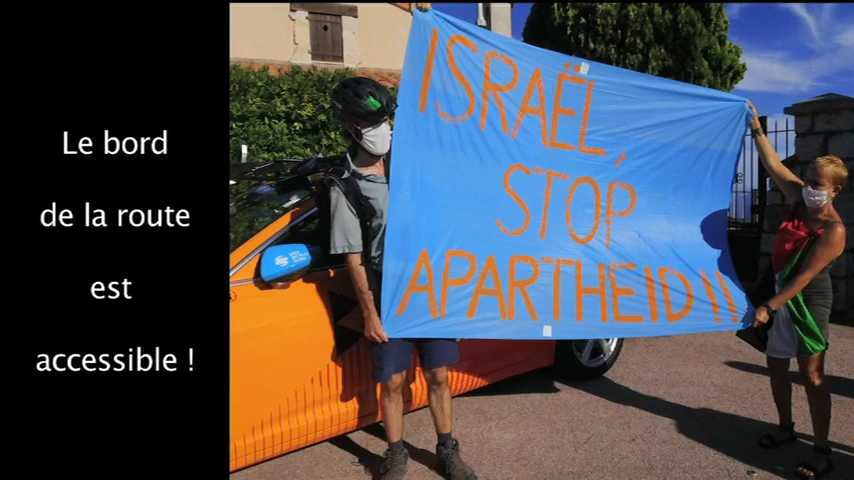 Le bord
de la route
est
accessible !
ISRAËL,
STOP
APARTHEID !!